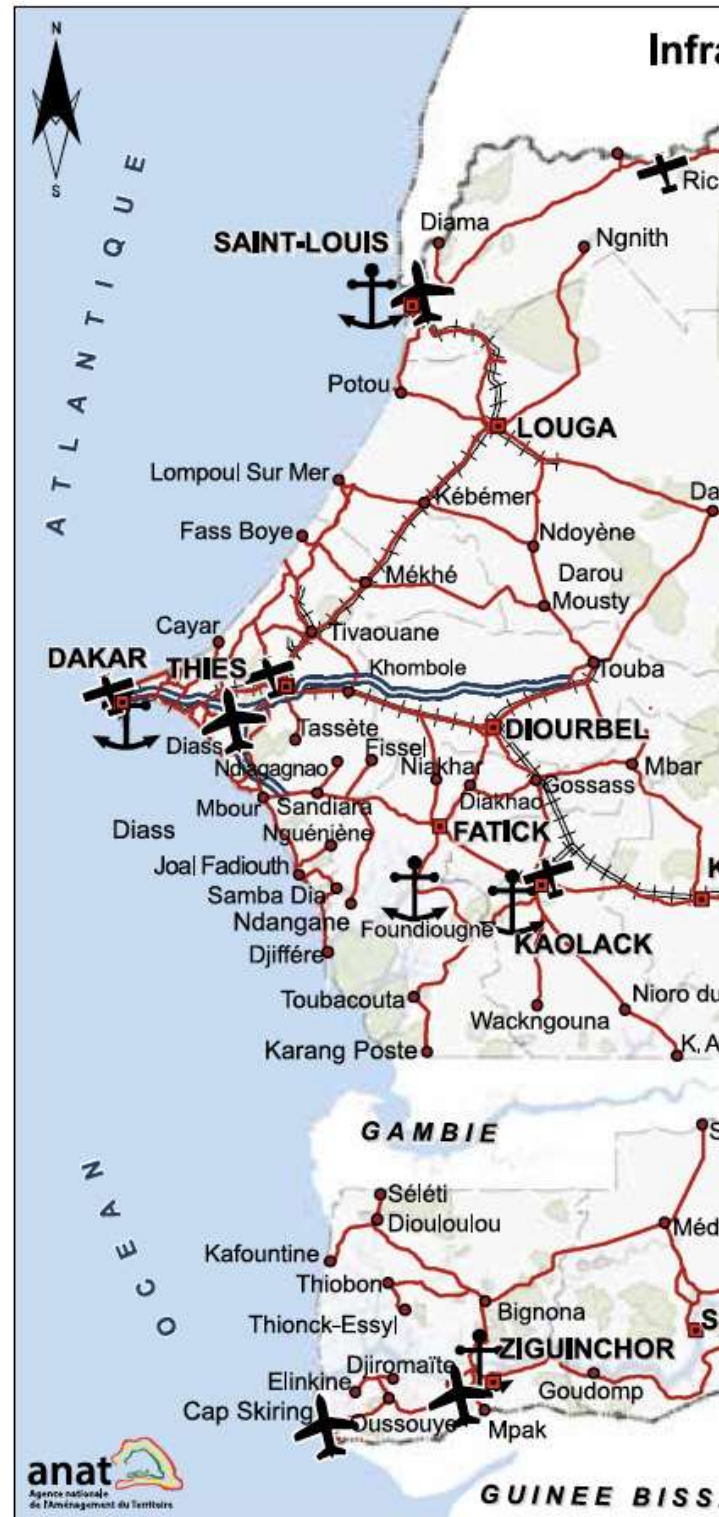 N
Infra
S
Ric
Diama
SAINT-LOUIS
Ngnith
Potou
LOUGA
ATLANTIQUE
Lompoul Sur Mer
Kébémer
Da
Fass Boye
Ndoyène
Mékhé
Darou
Mousty
Cayar
Tivaouane
DAKAR
THIES
Khombole
Touba
Tassète
DIOURBEL
Diass
Fissel
Ndiagagnao
Niakhar
Mbar
Gossass
Diakhao
Mbour
Sandiara
Diass
Nguéniène
FATICK
Joal Fadiouth
K
Samba Dia
Ndangane
Foundiougne
KAOLACK
Djiffére
Toubacouta
Wackngouna
Nioro du
Karang Poste
K. A
GAMBIE
S
OCEAN
Séléti
Diouloulou
Méd
Kafountine
Thiobon
Bignona
Thionck-Essyl
S
ZIGUINCHOR
Djiromaïte
Elinkine
Goudomp
Cap Skiring
Oussouye
Mpak
anat
Agence nationale
de l'Aménagement du Territoire
GUINEE BISS